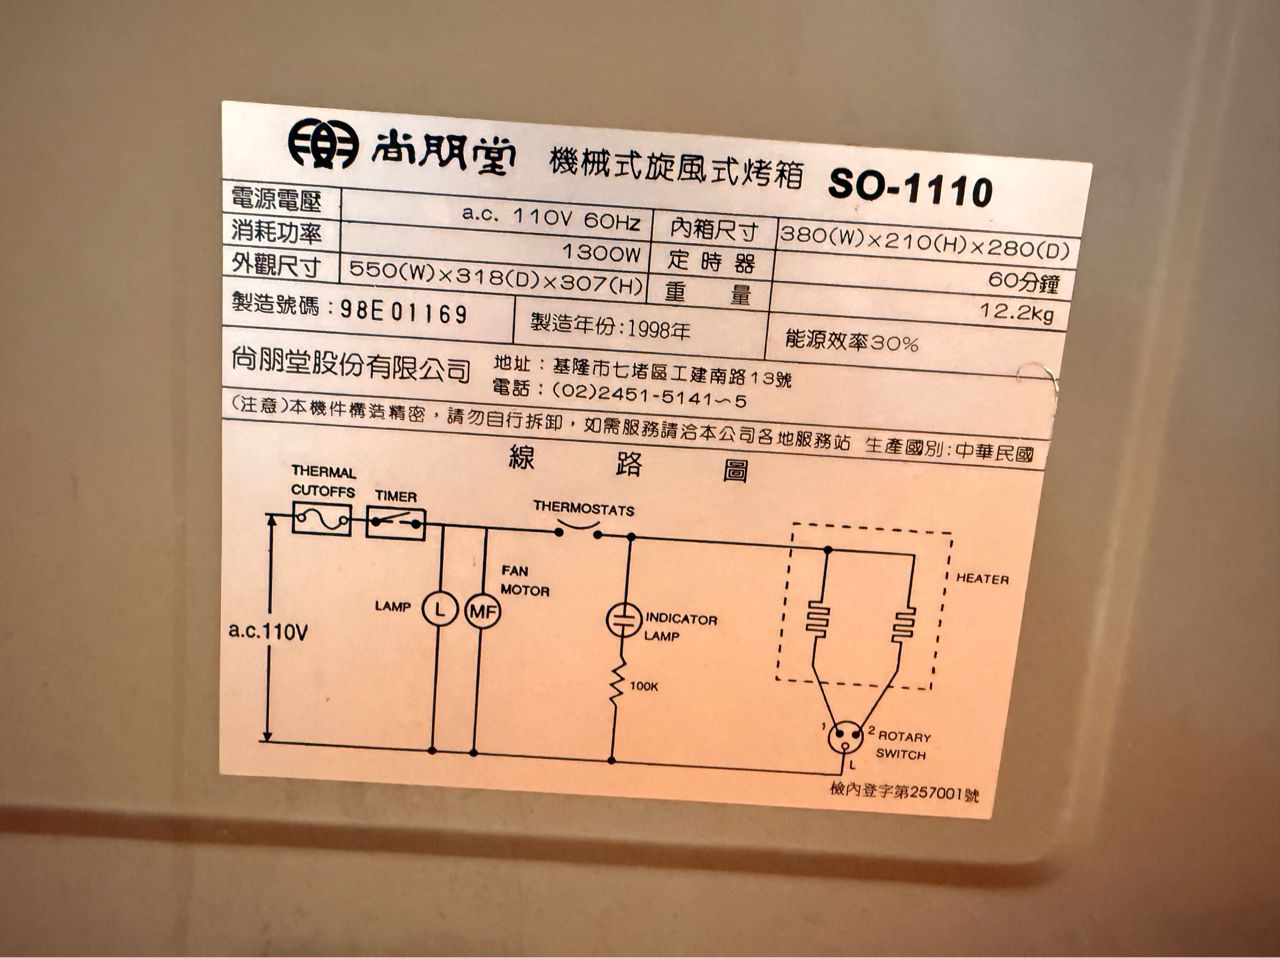 尚朋堂 機械式旋風式烤箱 SO-1110
電源電壓 a.c. 110V 60Hz 內箱尺寸 380(W)×210(H)×280(D)
消耗功率 1300W 定時器 60分鐘
外觀尺寸 550(W)×318(D)×307(H) 重量 12.2kg
製造號碼：98E01169 製造年份:1998年 能源效率30%
尚朋堂股份有限公司 地址：基隆市七堵區工建南路13號
電話：(02)2451-5141～5
(注意)本機件構造精密，請勿自行拆卸，如需服務請洽本公司各地服務站 生產國別:中華民國
線路圖
THERMAL
CUTOFFS
TIMER
THERMOSTATS
FAN
MOTOR
HEATER
LAMP
L
MF
INDICATOR
LAMP
a.c.110V
100K
1
2
ROTARY
SWITCH
L
檢內登字第257001號